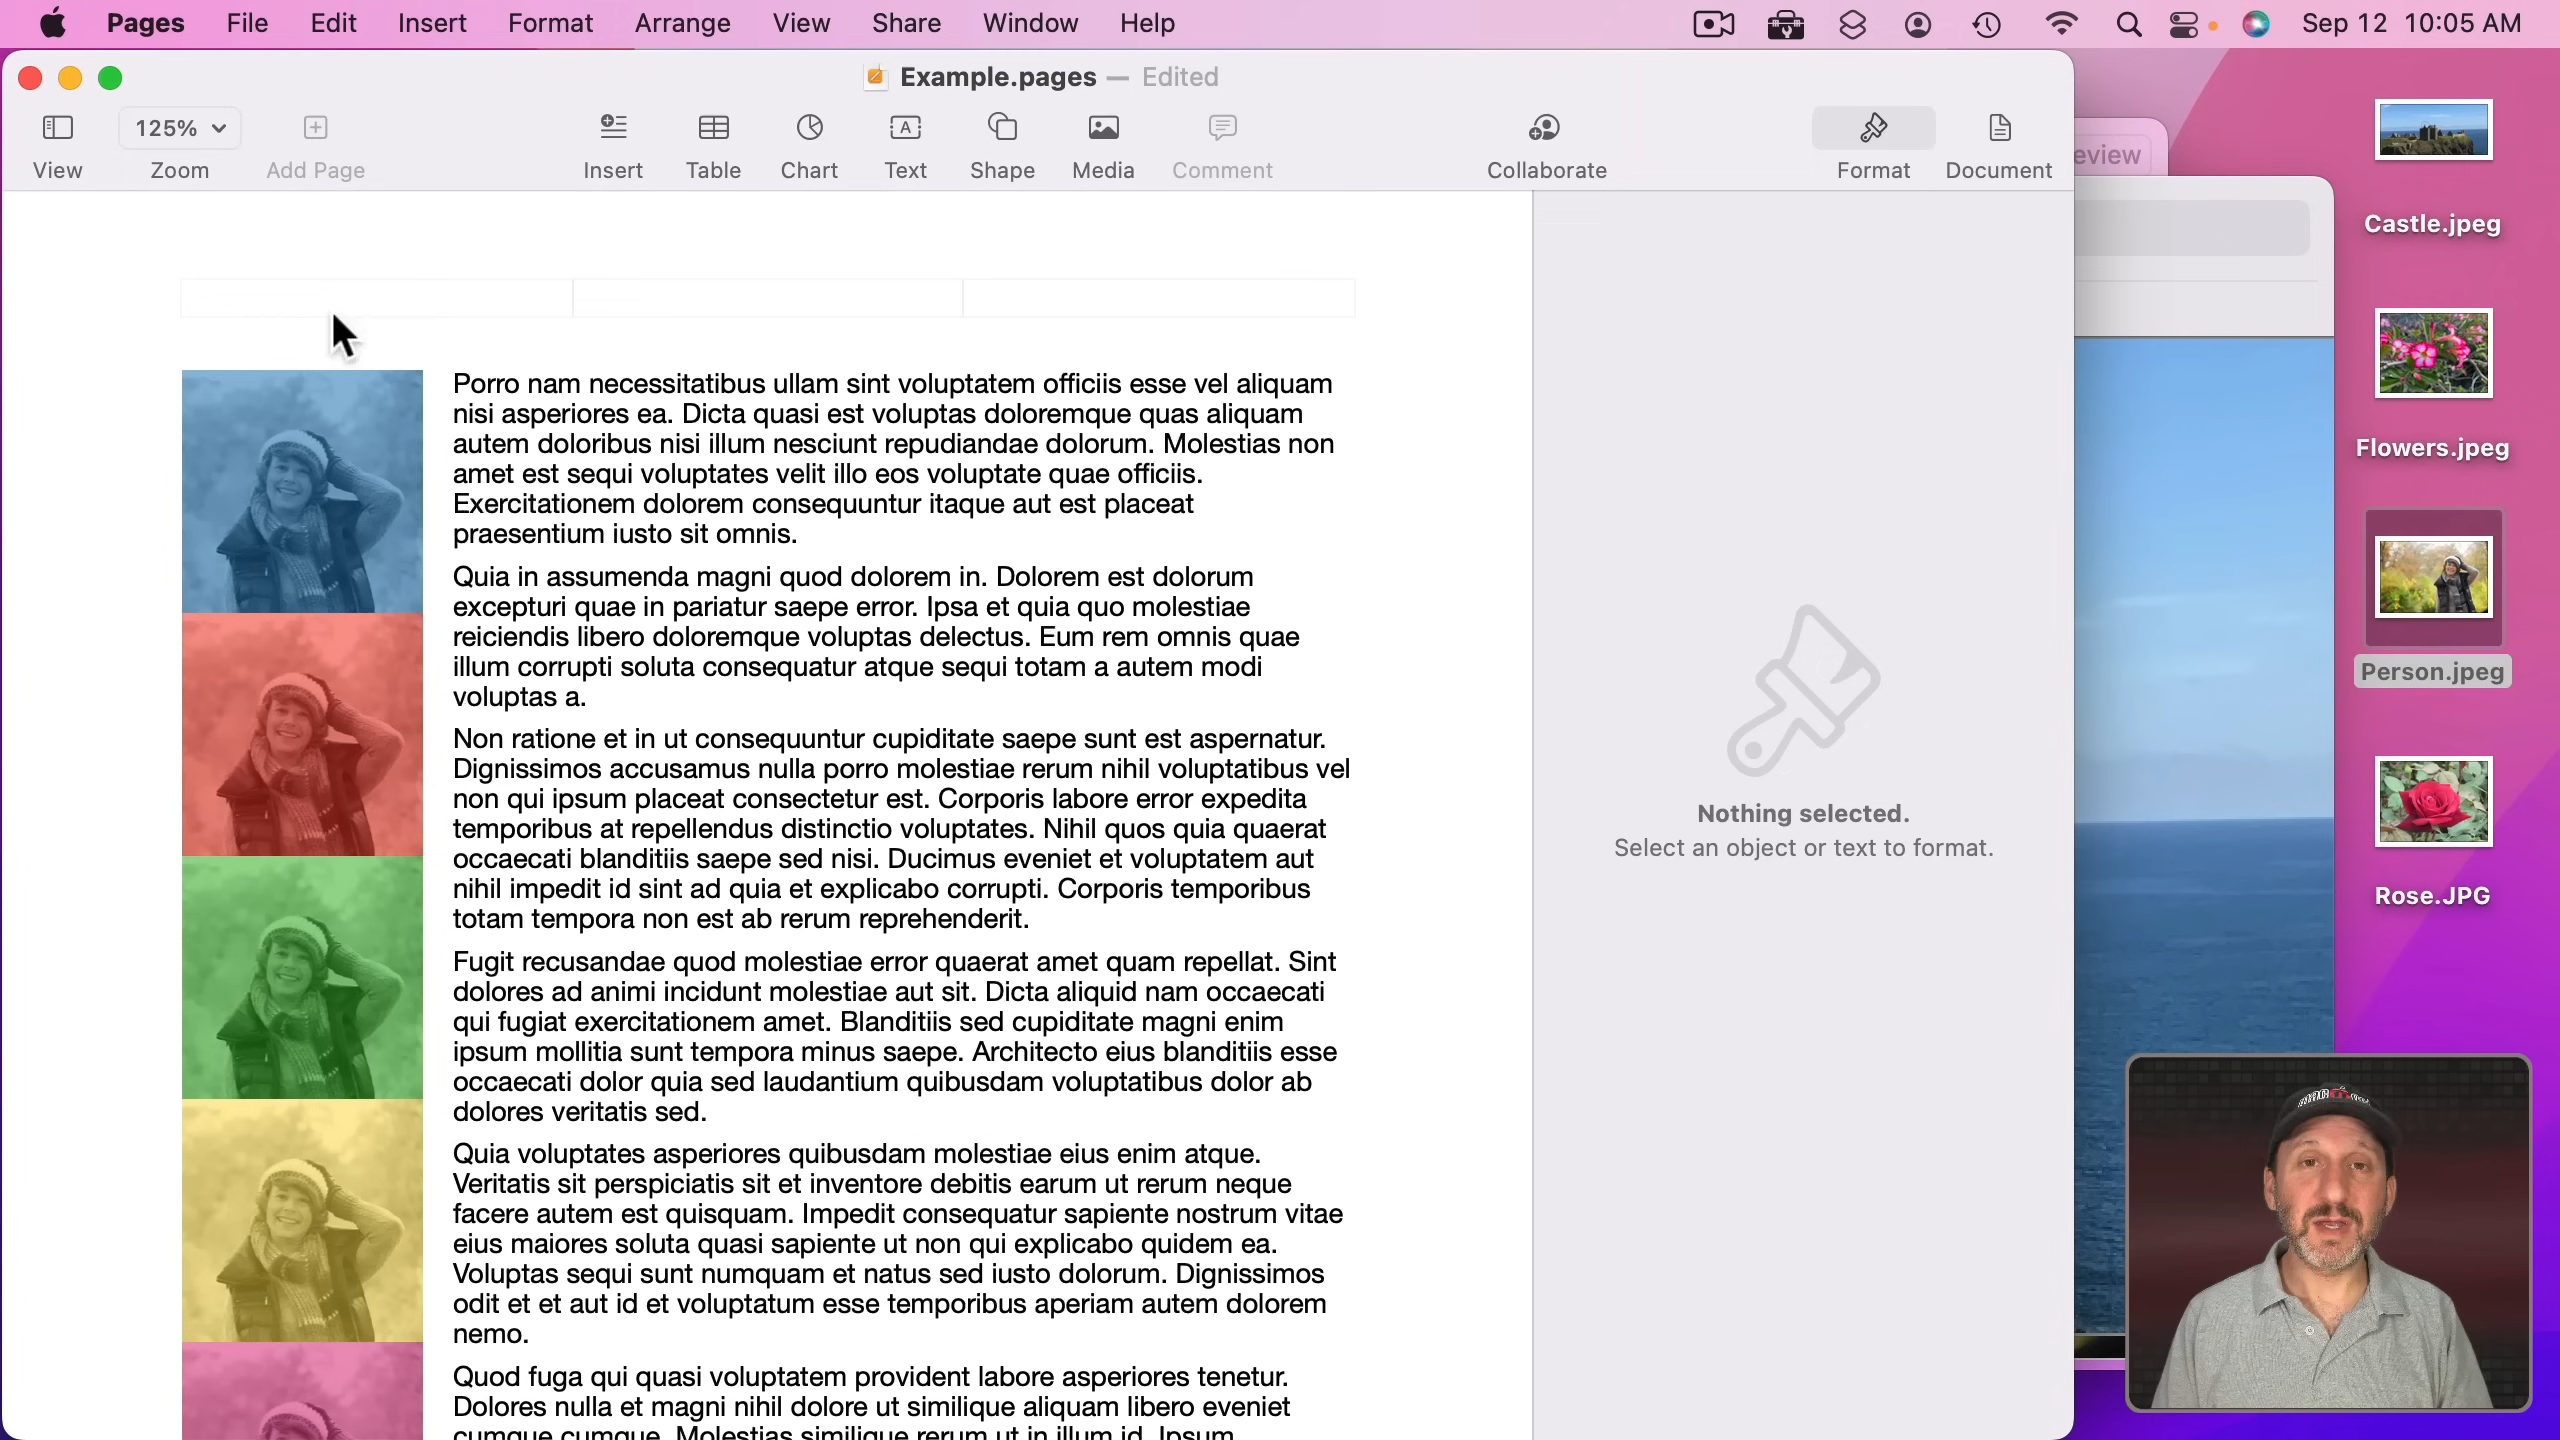 Pages File Edit Insert Format Arrange View Share Window Help Sep 12 10:05 AM
Example.pages — Edited
125%
View Zoom Add Page Insert Table Chart Text Shape Media Comment Collaborate Format Document
eview
Porro nam necessitatibus ullam sint voluptatem officiis esse vel aliquam
nisi asperiores ea. Dicta quasi est voluptas doloremque quas aliquam
autem doloribus nisi illum nesciunt repudiandae dolorum. Molestias non
amet est sequi voluptates velit illo eos voluptate quae officiis.
Exercitationem dolorem consequuntur itaque aut est placeat
praesentium iusto sit omnis.
Quia in assumenda magni quod dolorem in. Dolorem est dolorum
excepturi quae in pariatur saepe error. Ipsa et quia quo molestiae
reiciendis libero doloremque voluptas delectus. Eum rem omnis quae
illum corrupti soluta consequatur atque sequi totam a autem modi
voluptas a.
Non ratione et in ut consequuntur cupiditate saepe sunt est aspernatur.
Dignissimos accusamus nulla porro molestiae rerum nihil voluptatibus vel
non qui ipsum placeat consectetur est. Corporis labore error expedita
temporibus at repellendus distinctio voluptates. Nihil quos quia quaerat
occaecati blanditiis saepe sed nisi. Ducimus eveniet et voluptatem aut
nihil impedit id sint ad quia et explicabo corrupti. Corporis temporibus
totam tempora non est ab rerum reprehenderit.
Fugit recusandae quod molestiae error quaerat amet quam repellat. Sint
dolores ad animi incidunt molestiae aut sit. Dicta aliquid nam occaecati
qui fugiat exercitationem amet. Blanditiis sed cupiditate magni enim
ipsum mollitia sunt tempora minus saepe. Architecto eius blanditiis esse
occaecati dolor quia sed laudantium quibusdam voluptatibus dolor ab
dolores veritatis sed.
Quia voluptates asperiores quibusdam molestiae eius enim atque.
Veritatis sit perspiciatis sit et inventore debitis earum ut rerum neque
facere autem est quisquam. Impedit consequatur sapiente nostrum vitae
eius maiores soluta quasi sapiente ut non qui explicabo quidem ea.
Voluptas sequi sunt numquam et natus sed iusto dolorum. Dignissimos
odit et et aut id et voluptatum esse temporibus aperiam autem dolorem
nemo.
Quod fuga qui quasi voluptatem provident labore asperiores tenetur.
Dolores nulla et magni nihil dolore ut similique aliquam libero eveniet
cumque cumque. Molestias similique rerum ut in illum id. Ipsum
Nothing selected.
Select an object or text to format.
Castle.jpeg
Flowers.jpeg
Person.jpeg
Rose.JPG